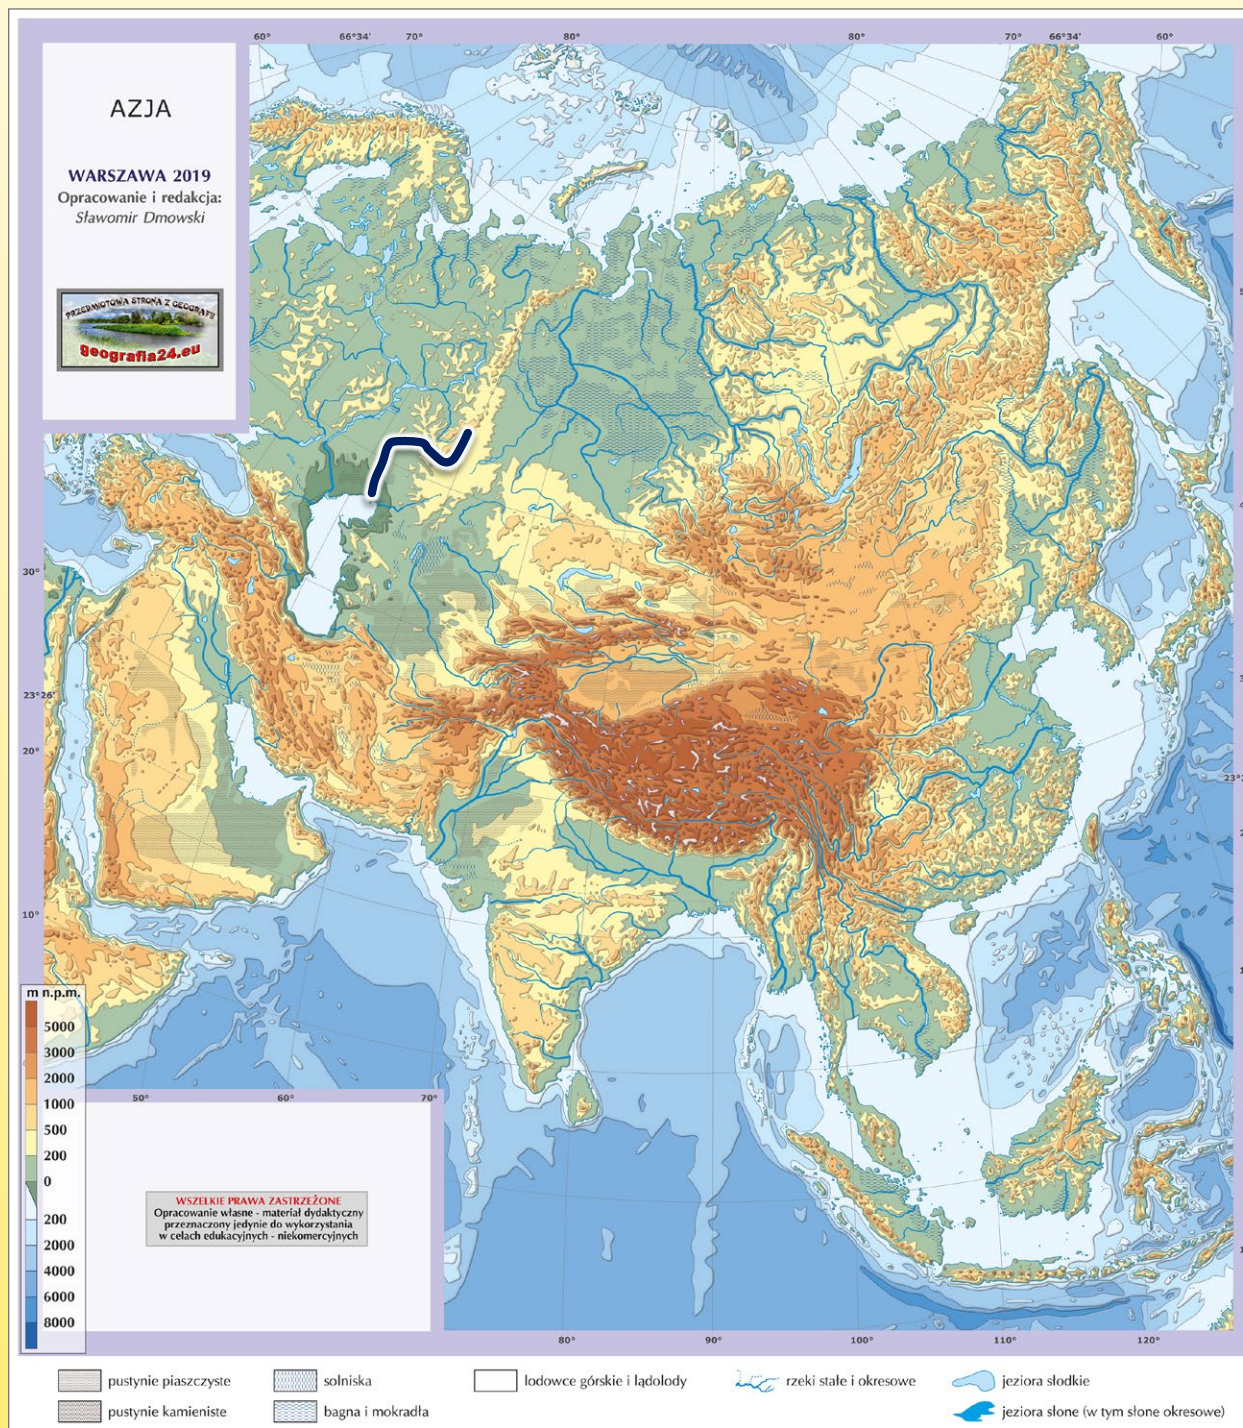 60°
66°34'
70°
80°
80°
70°
66°34'
60°
AZJA
WARSZAWA 2019
Opracowanie i redakcja:
Sławomir Dmowski
PRZEDMIOTOWA STRONA Z GEOGRAFII
geografia24.eu
30°
23°26'
20°
10°
m n.p.m.
5000
3000
2000
1000
500
200
0
200
2000
4000
6000
8000
50°
60°
70°
WSZELKIE PRAWA ZASTRZEŻONE
Opracowanie własne - materiał dydaktyczny
przeznaczony jedynie do wykorzystania
w celach edukacyjnych - niekomercyjnych
80°
90°
100°
110°
120°
pustynie piaszczyste
solniska
lodowce górskie i lądolody
rzeki stałe i okresowe
jeziora słodkie
pustynie kamieniste
bagna i mokradła
jeziora słone (w tym słone okresowe)